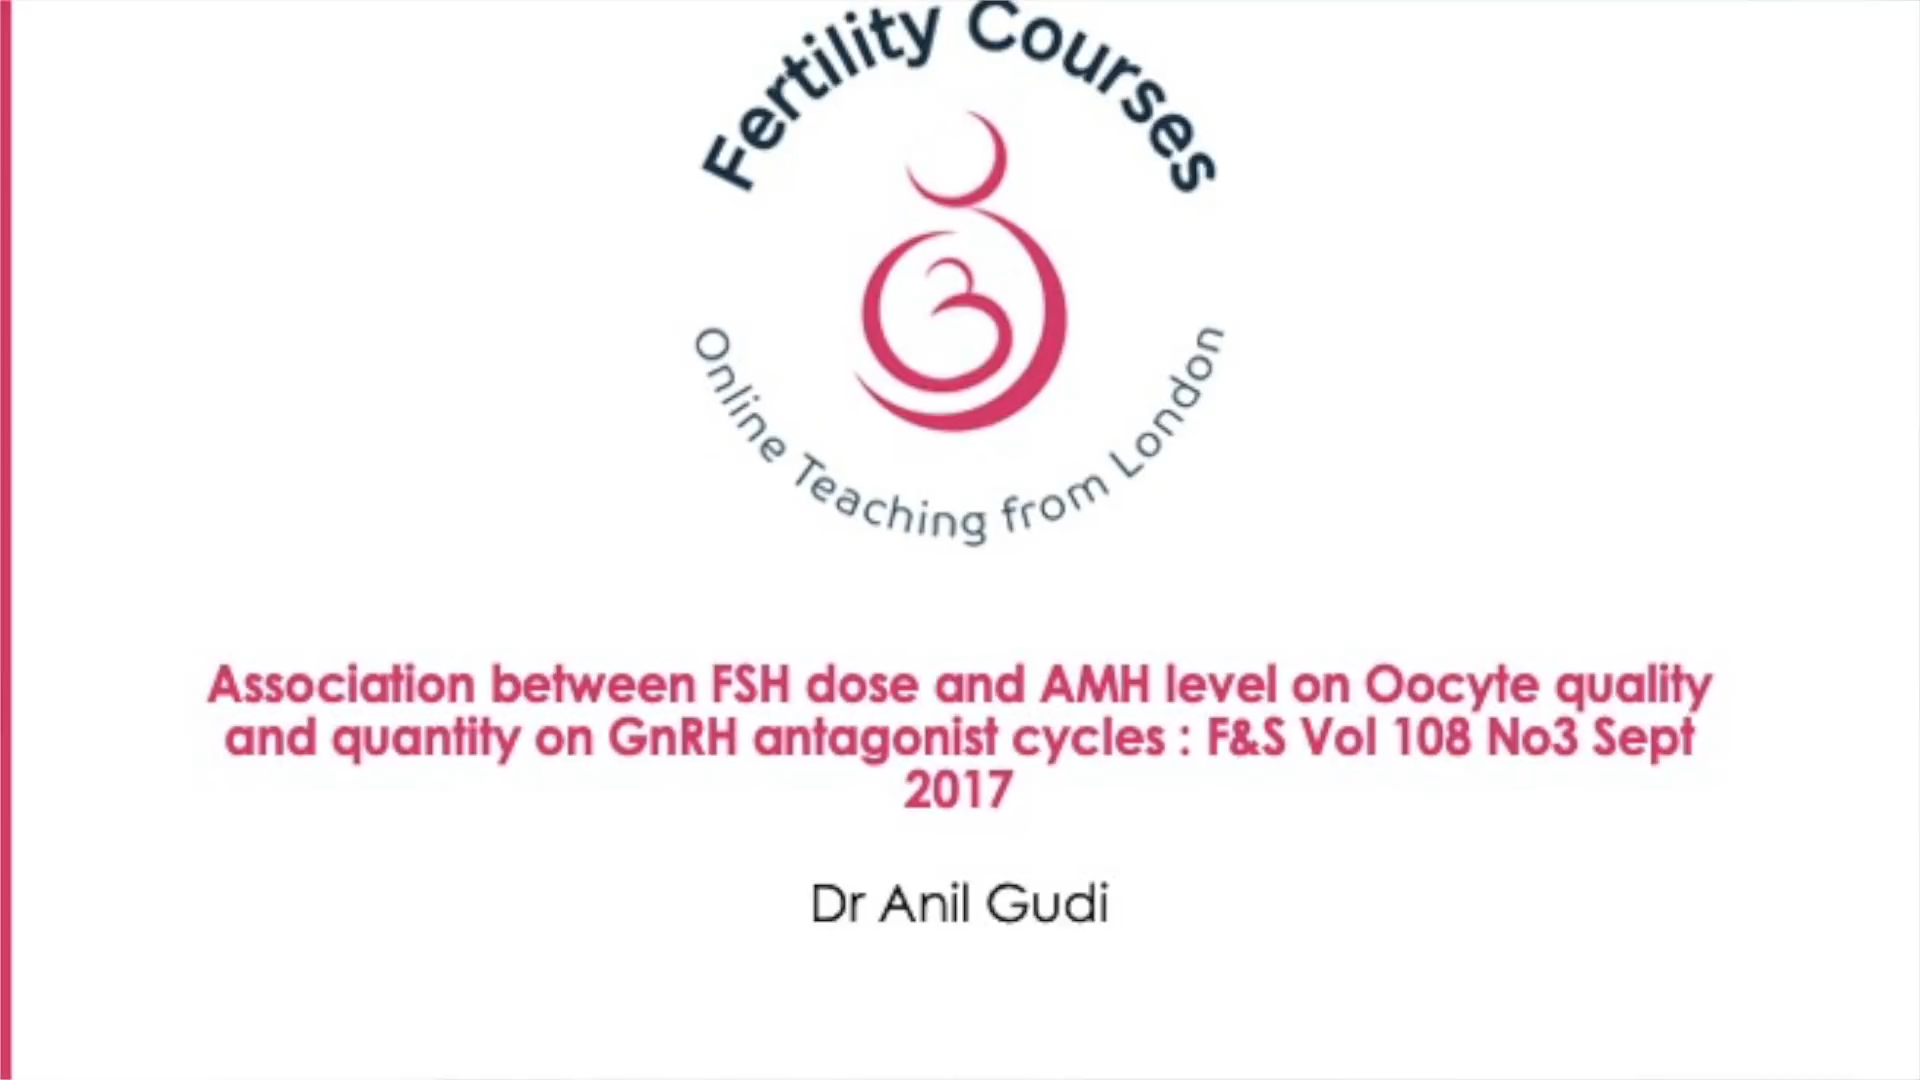 Fertility Courses
Online Teaching from London
Association between FSH dose and AMH level on Oocyte quality
and quantity on GnRH antagonist cycles : F&S Vol 108 No3 Sept
2017
Dr Anil Gudi